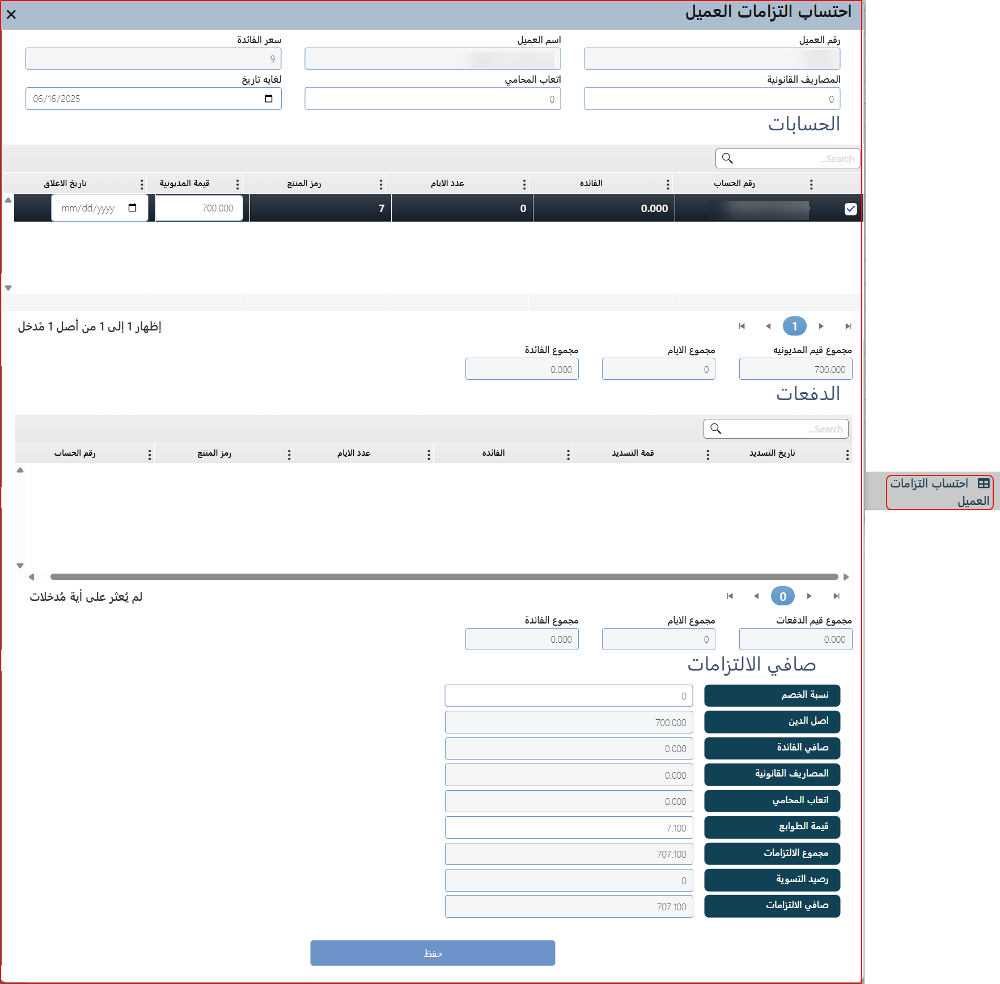 احتساب التزامات العميل
رقم العميل
اسم العميل
سعر الفائدة
9
المصاريف القانونية
اتعاب المحامي
لغايه تاريخ
0
0
06/16/2025
الحسابات
Search...
رقم الحساب
الفائده
عدد الايام
رمز المنتج
قيمة المديونية
تاريخ الاغلاق
0.000
0
7
700.000
mm/dd/yyyy
1
إظهار 1 إلى 1 من أصل 1 مُدخل
مجموع قيم المديونيه
مجموع الايام
مجموع الفائدة
700.000
0
0.000
الدفعات
Search...
تاريخ التسديد
قمة التسديد
الفائده
عدد الايام
رمز المنتج
رقم الحساب
احتساب التزامات
العميل
0
لم يُعثر على أية مُدخلات
مجموع قيم الدفعات
مجموع الايام
مجموع الفائدة
0.000
0
0.000
صافي الالتزامات
نسبة الخصم
0
اصل الدين
700.000
صافي الفائدة
0.000
المصاريف القانونية
0.000
اتعاب المحامي
0.000
قيمة الطوابع
7.100
مجموع الالتزامات
707.100
رصيد التسوية
0
صافي الالتزامات
707.100
حفظ